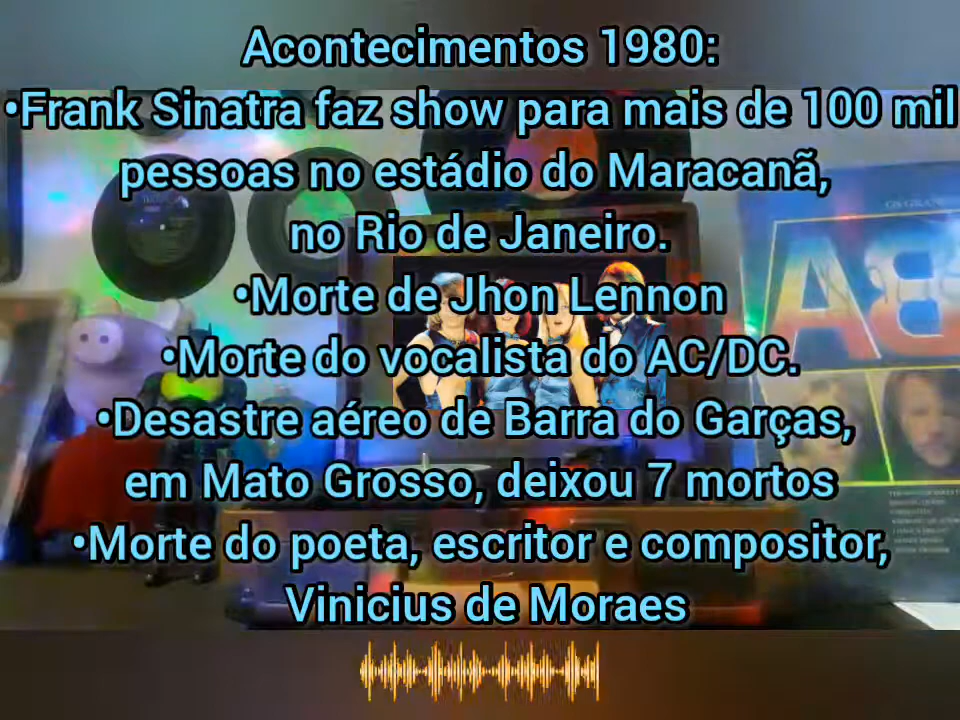 Acontecimentos 1980:
•Frank Sinatra faz show para mais de 100 mil
pessoas no estádio do Maracanã,
no Rio de Janeiro.
•Morte de Jhon Lennon
•Morte do vocalista do AC/DC.
•Desastre aéreo de Barra do Garças,
em Mato Grosso, deixou 7 mortos
•Morte do poeta, escritor e compositor,
Vinicius de Moraes